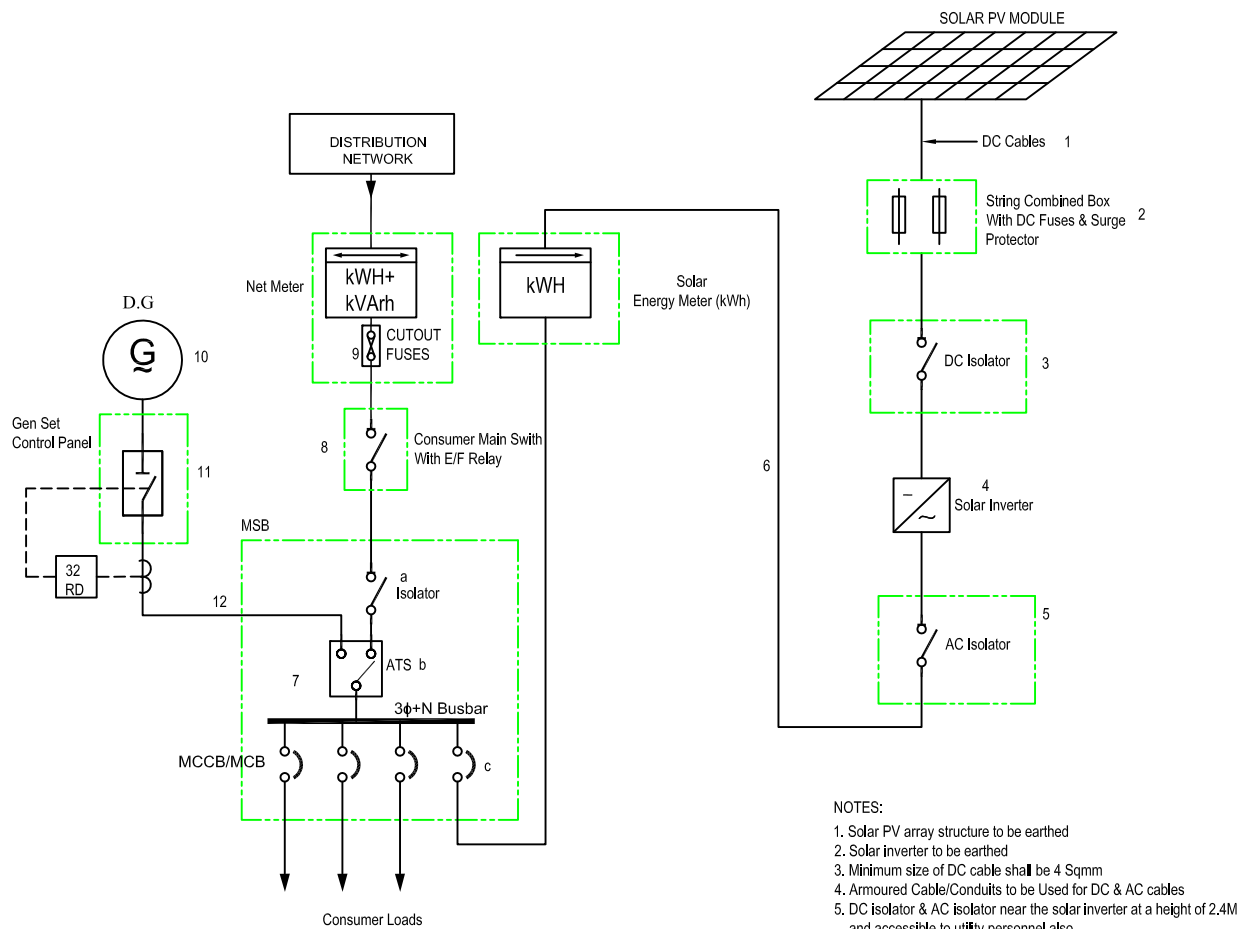 SOLAR PV MODULE
DC Cables 1
String Combined Box
With DC Fuses & Surge
Protector
2
DISTRIBUTION
NETWORK
Net Meter
kWH+
kVArh
9
CUTOUT
FUSES
kWH
Solar
Energy Meter (kWh)
D.G
G
~
10
Gen Set
Control Panel
11
32
RD
12
8
Consumer Main Swith
With E/F Relay
DC Isolator
3
6
4
Solar Inverter
−
~
5
AC Isolator
MSB
a
Isolator
7
ATS b
3ϕ+N Busbar
MCCB/MCB
c
Consumer Loads
NOTES:
1. Solar PV array structure to be earthed
2. Solar inverter to be earthed
3. Minimum size of DC cable shall be 4 Sqmm
4. Armoured Cable/Conduits to be Used for DC & AC cables
5. DC isolator & AC isolator near the solar inverter at a height of 2.4M
and accessible to utility personnel also